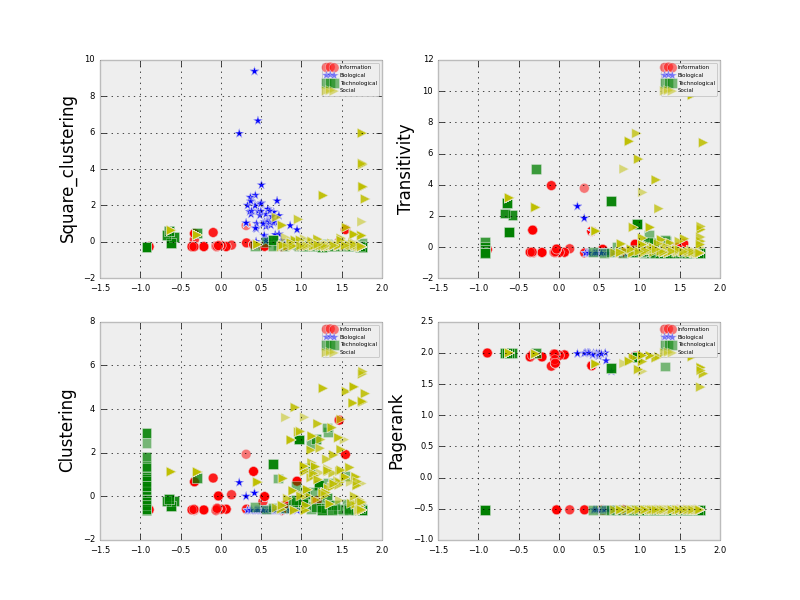 10
8
6
4
2
0
−2
Square_clustering
−1.5 −1.0 −0.5 0.0 0.5 1.0 1.5 2.0
Information
Biological
Technological
Social
12
10
8
6
4
2
0
−2
Transitivity
−1.5 −1.0 −0.5 0.0 0.5 1.0 1.5 2.0
Information
Biological
Technological
Social
8
6
4
2
0
−2
Clustering
−1.5 −1.0 −0.5 0.0 0.5 1.0 1.5 2.0
Information
Biological
Technological
Social
2.5
2.0
1.5
1.0
0.5
0.0
−0.5
−1.0
Pagerank
−1.5 −1.0 −0.5 0.0 0.5 1.0 1.5 2.0
Information
Biological
Technological
Social